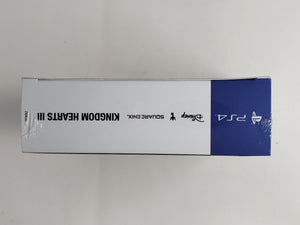 PS4
Disney
SQUARE ENIX.
KINGDOM HEARTS III